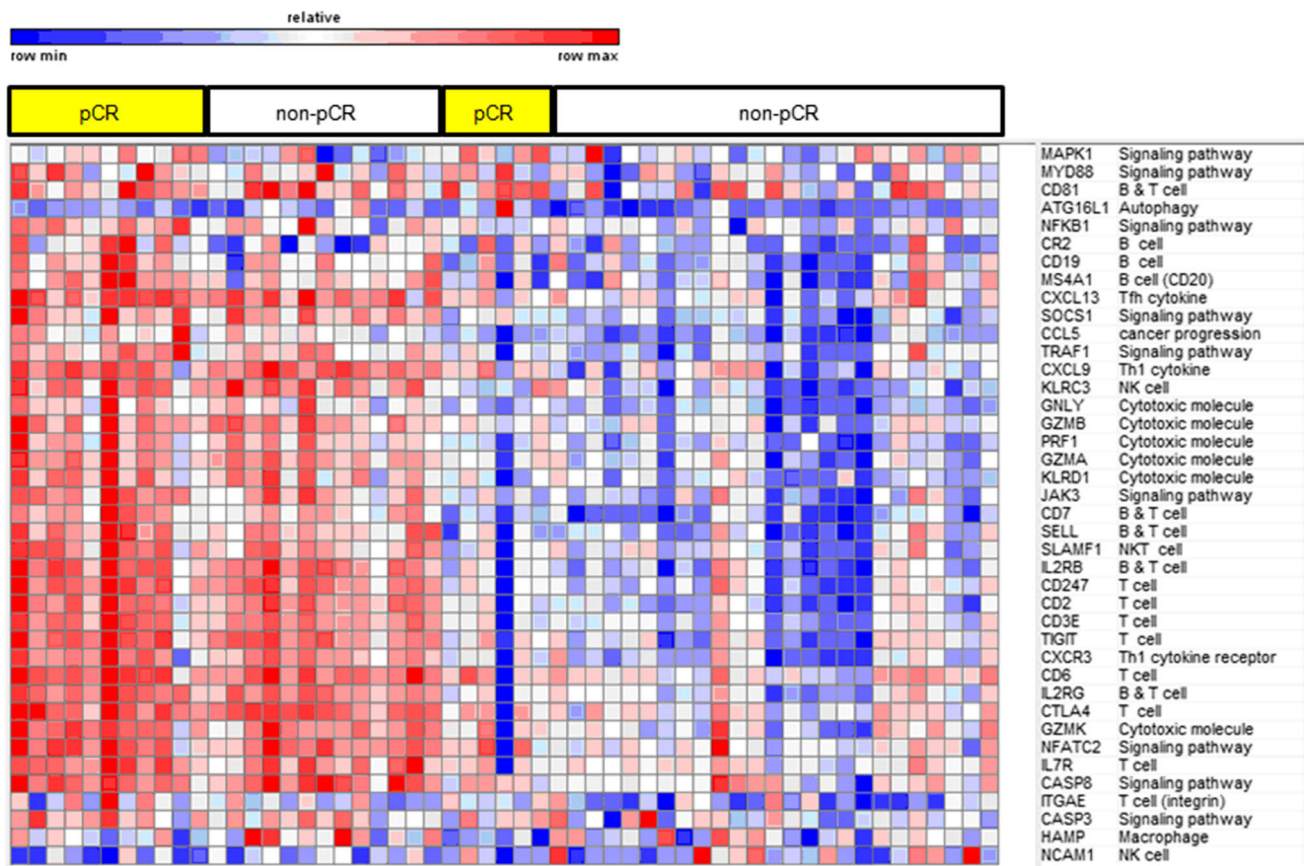 relative
row min row max
pCR non-pCR pCR non-pCR
MAPK1 Signaling pathway
MYD88 Signaling pathway
CD81 B & T cell
ATG16L1 Autophagy
NFKB1 Signaling pathway
CR2 B cell
CD19 B cell
MS4A1 B cell (CD20)
CXCL13 Tfh cytokine
SOCS1 Signaling pathway
CCL5 cancer progression
TRAF1 Signaling pathway
CXCL9 Th1 cytokine
KLRC3 NK cell
GNLY Cytotoxic molecule
GZMB Cytotoxic molecule
PRF1 Cytotoxic molecule
GZMA Cytotoxic molecule
KLRD1 Cytotoxic molecule
JAK3 Signaling pathway
CD7 B & T cell
SELL B & T cell
SLAMF1 NKT cell
IL2RB B & T cell
CD247 T cell
CD2 T cell
CD3E T cell
TIGIT T cell
CXCR3 Th1 cytokine receptor
CD6 T cell
IL2RG B & T cell
CTLA4 T cell
GZMK Cytotoxic molecule
NFATC2 Signaling pathway
IL7R T cell
CASP8 Signaling pathway
ITGAE T cell (integrin)
CASP3 Signaling pathway
HAMP Macrophage
NCAM1 NK cell